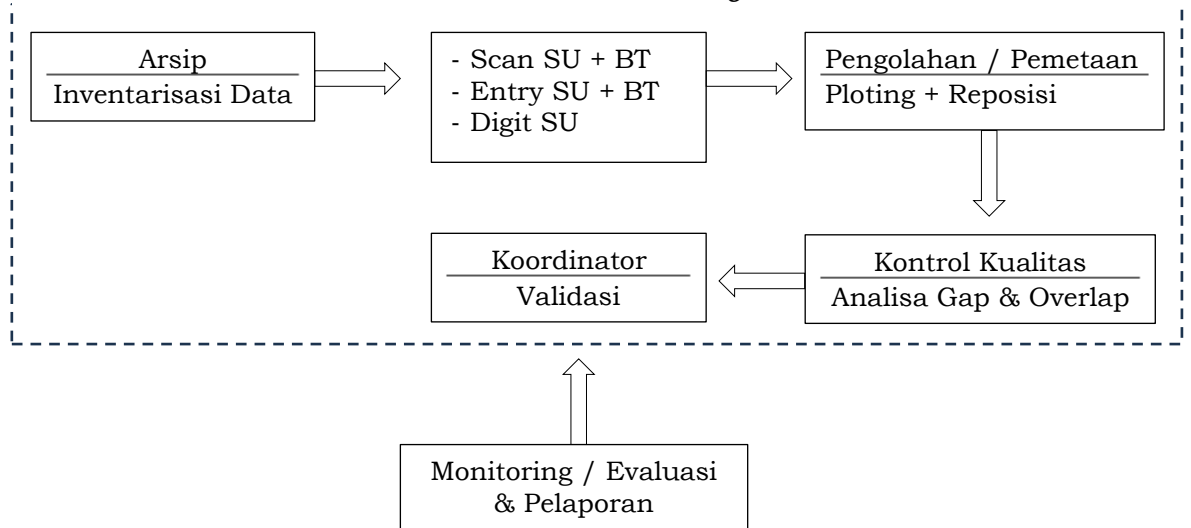 Arsip
Inventarisasi Data
- Scan SU + BT
- Entry SU + BT
- Digit SU
Pengolahan / Pemetaan
Ploting + Reposisi
Koordinator
Validasi
Kontrol Kualitas
Analisa Gap & Overlap
Monitoring / Evaluasi
& Pelaporan